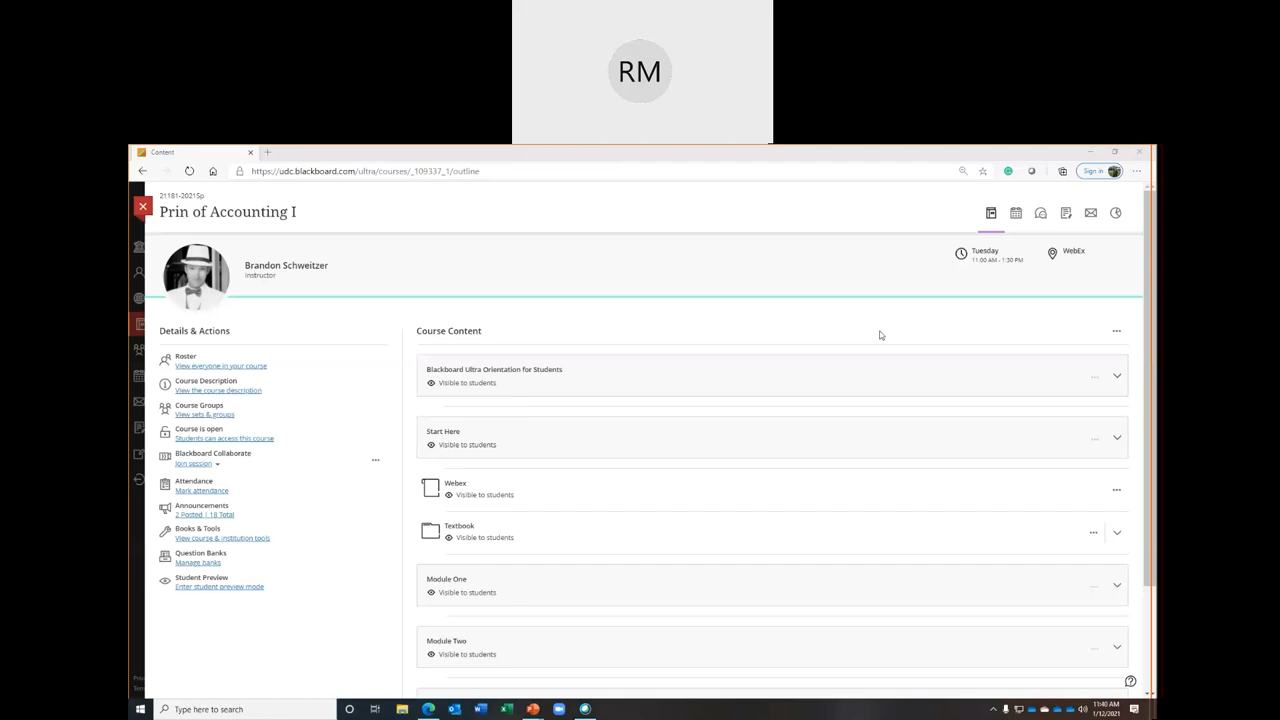 RM
Content
https://udc.blackboard.com/ultra/courses/_109337_1/outline
Sign in
21181-2021Sp
Prin of Accounting I
Brandon Schweitzer
Instructor
Tuesday
11:00 AM - 1:30 PM
WebEx
Details & Actions
Roster
View everyone in your course
Course Description
View the course description
Course Groups
View sets & groups
Course is open
Students can access this course
Blackboard Collaborate
Join session
Attendance
Mark attendance
Announcements
2 Posted | 18 Total
Books & Tools
View course & institution tools
Question Banks
Manage banks
Student Preview
Enter student preview mode
Course Content
Blackboard Ultra Orientation for Students
Visible to students
Start Here
Visible to students
Webex
Visible to students
Textbook
Visible to students
Module One
Visible to students
Module Two
Visible to students
Type here to search
11:40 AM
1/12/2021